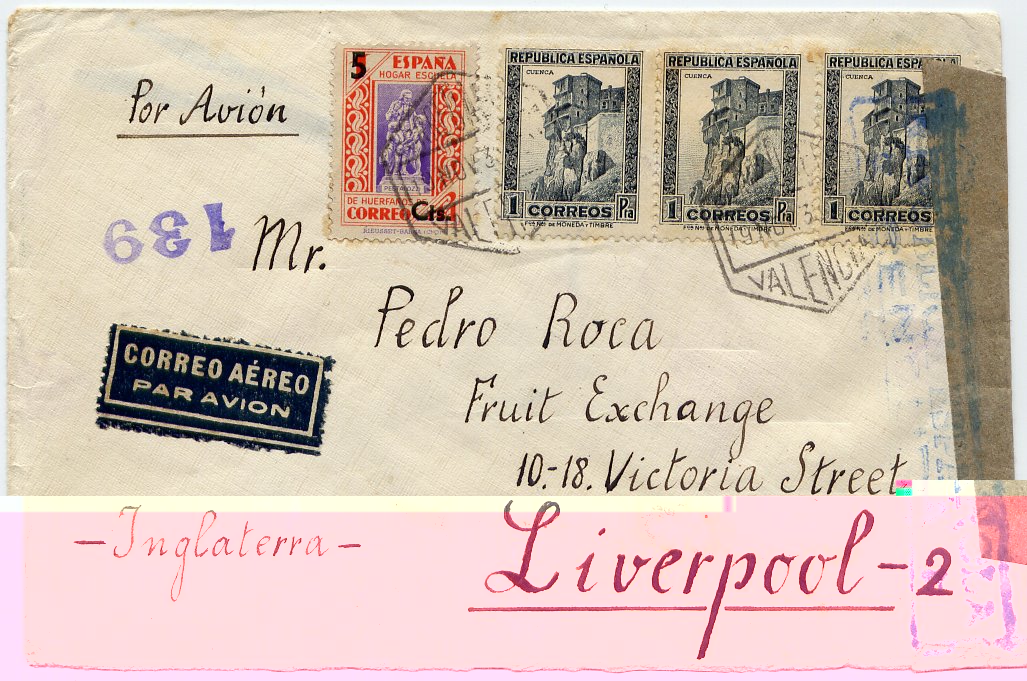 5 ESPAÑA
HOGAR ESCUELA
PESTALOZZI
DE HUERFANOS DE
CORREOS
Cts.
REPUBLICA ESPAÑOLA
CUENCA
1 CORREOS Pta
REPUBLICA ESPAÑOLA
CUENCA
1 CORREOS Pta
REPUBLICA ESPAÑOLA
CUENCA
1 CORREOS
VALENCIA
Por Avión
139
Mr.
Pedro Roca
CORREO AÉREO
PAR AVION
Fruit Exchange
10-18. Victoria Street
-Inglaterra-
Liverpool-2